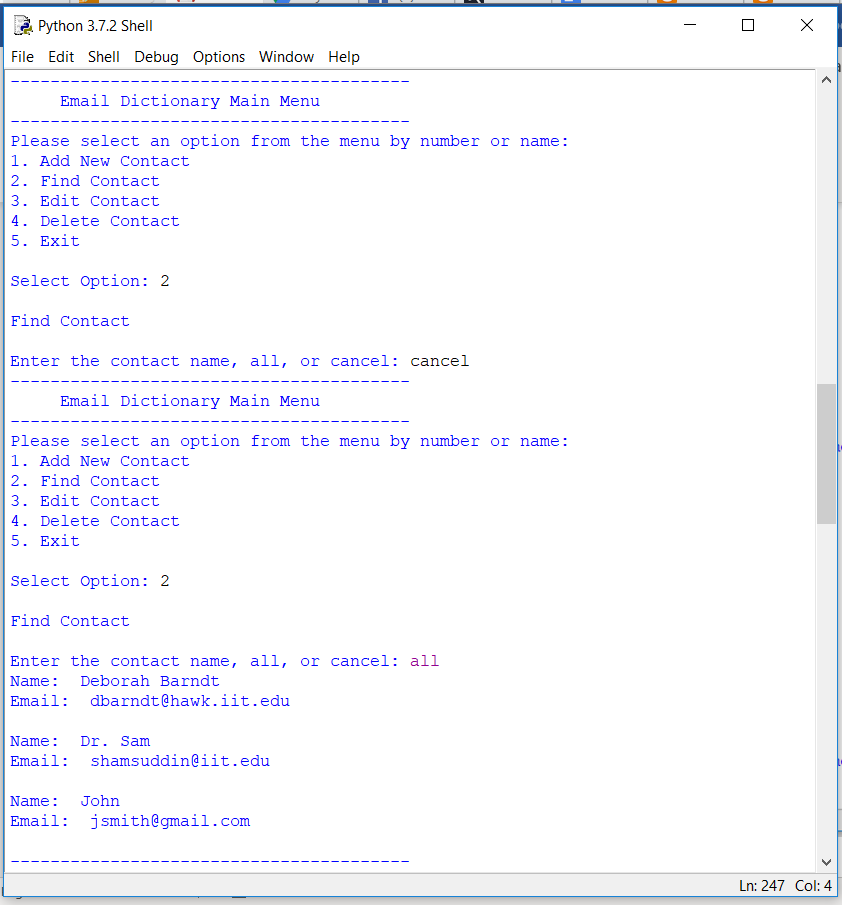 Python 3.7.2 Shell
File Edit Shell Debug Options Window Help
----------------------------------------
     Email Dictionary Main Menu
----------------------------------------
Please select an option from the menu by number or name:
1. Add New Contact
2. Find Contact
3. Edit Contact
4. Delete Contact
5. Exit

Select Option: 2

Find Contact

Enter the contact name, all, or cancel: cancel
----------------------------------------
     Email Dictionary Main Menu
----------------------------------------
Please select an option from the menu by number or name:
1. Add New Contact
2. Find Contact
3. Edit Contact
4. Delete Contact
5. Exit

Select Option: 2

Find Contact

Enter the contact name, all, or cancel: all
Name:  Deborah Barndt
Email:  dbarndt@hawk.iit.edu

Name:  Dr. Sam
Email:  shamsuddin@iit.edu

Name:  John
Email:  jsmith@gmail.com

----------------------------------------
Ln: 247 Col: 4